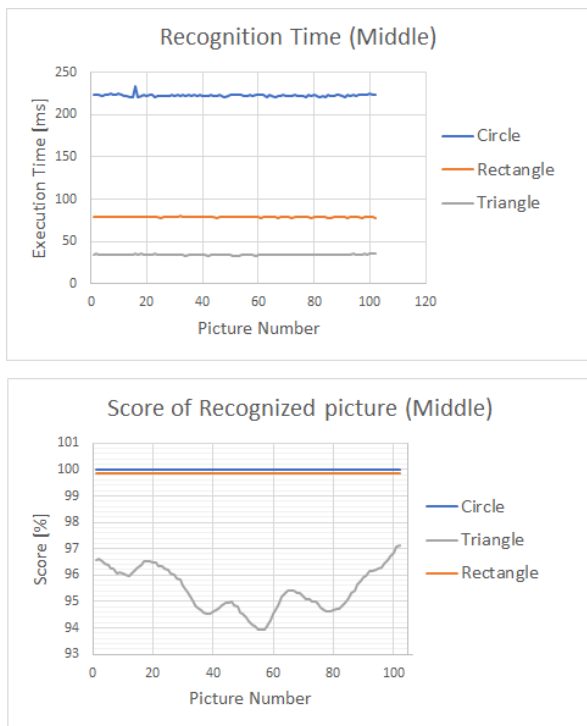 Recognition Time (Middle)
250
200
150
100
50
0
Execution Time [ms]
0 20 40 60 80 100 120
Picture Number
Circle
Rectangle
Triangle
Score of Recognized picture (Middle)
101
100
99
98
97
96
95
94
93
Score [%]
0 20 40 60 80 100
Picture Number
Circle
Triangle
Rectangle